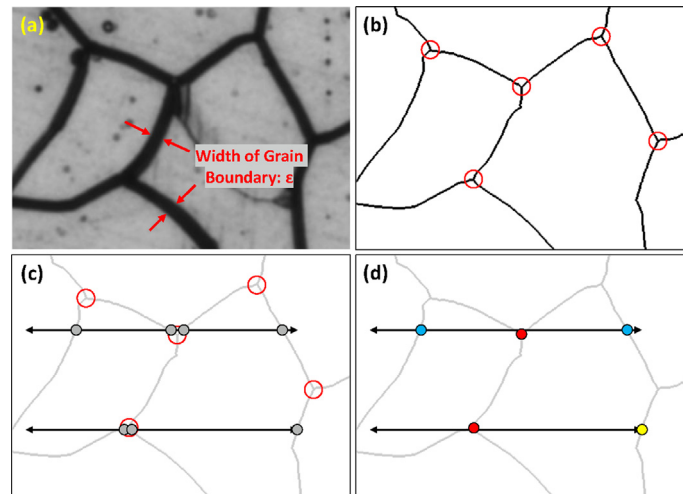 (a)
Width of Grain
Boundary: ε
(b)
(c)
(d)